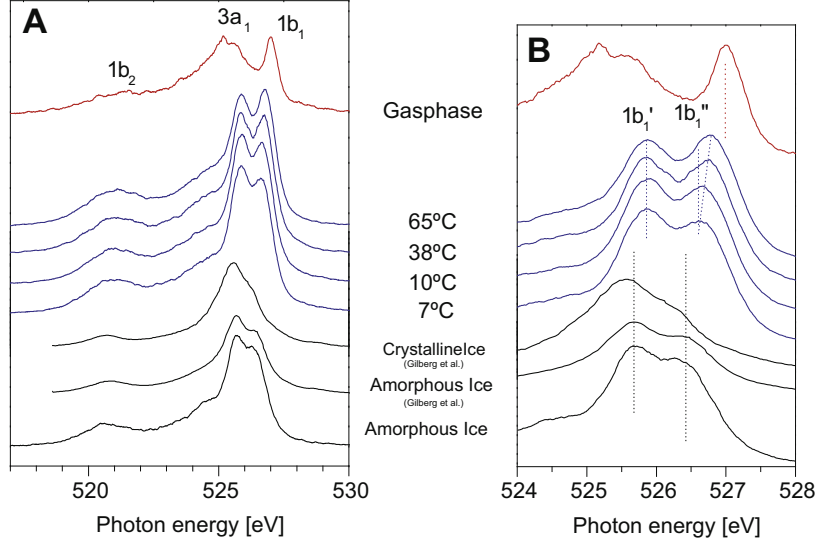 A
3a1
1b1
1b2
B
1b1'
1b1"
Gasphase
65ºC
38ºC
10ºC
7ºC
CrystallineIce
(Gilberg et al.)
Amorphous Ice
(Gilberg et al.)
Amorphous Ice
520 525 530
524 525 526 527 528
Photon energy [eV]
Photon energy [eV]